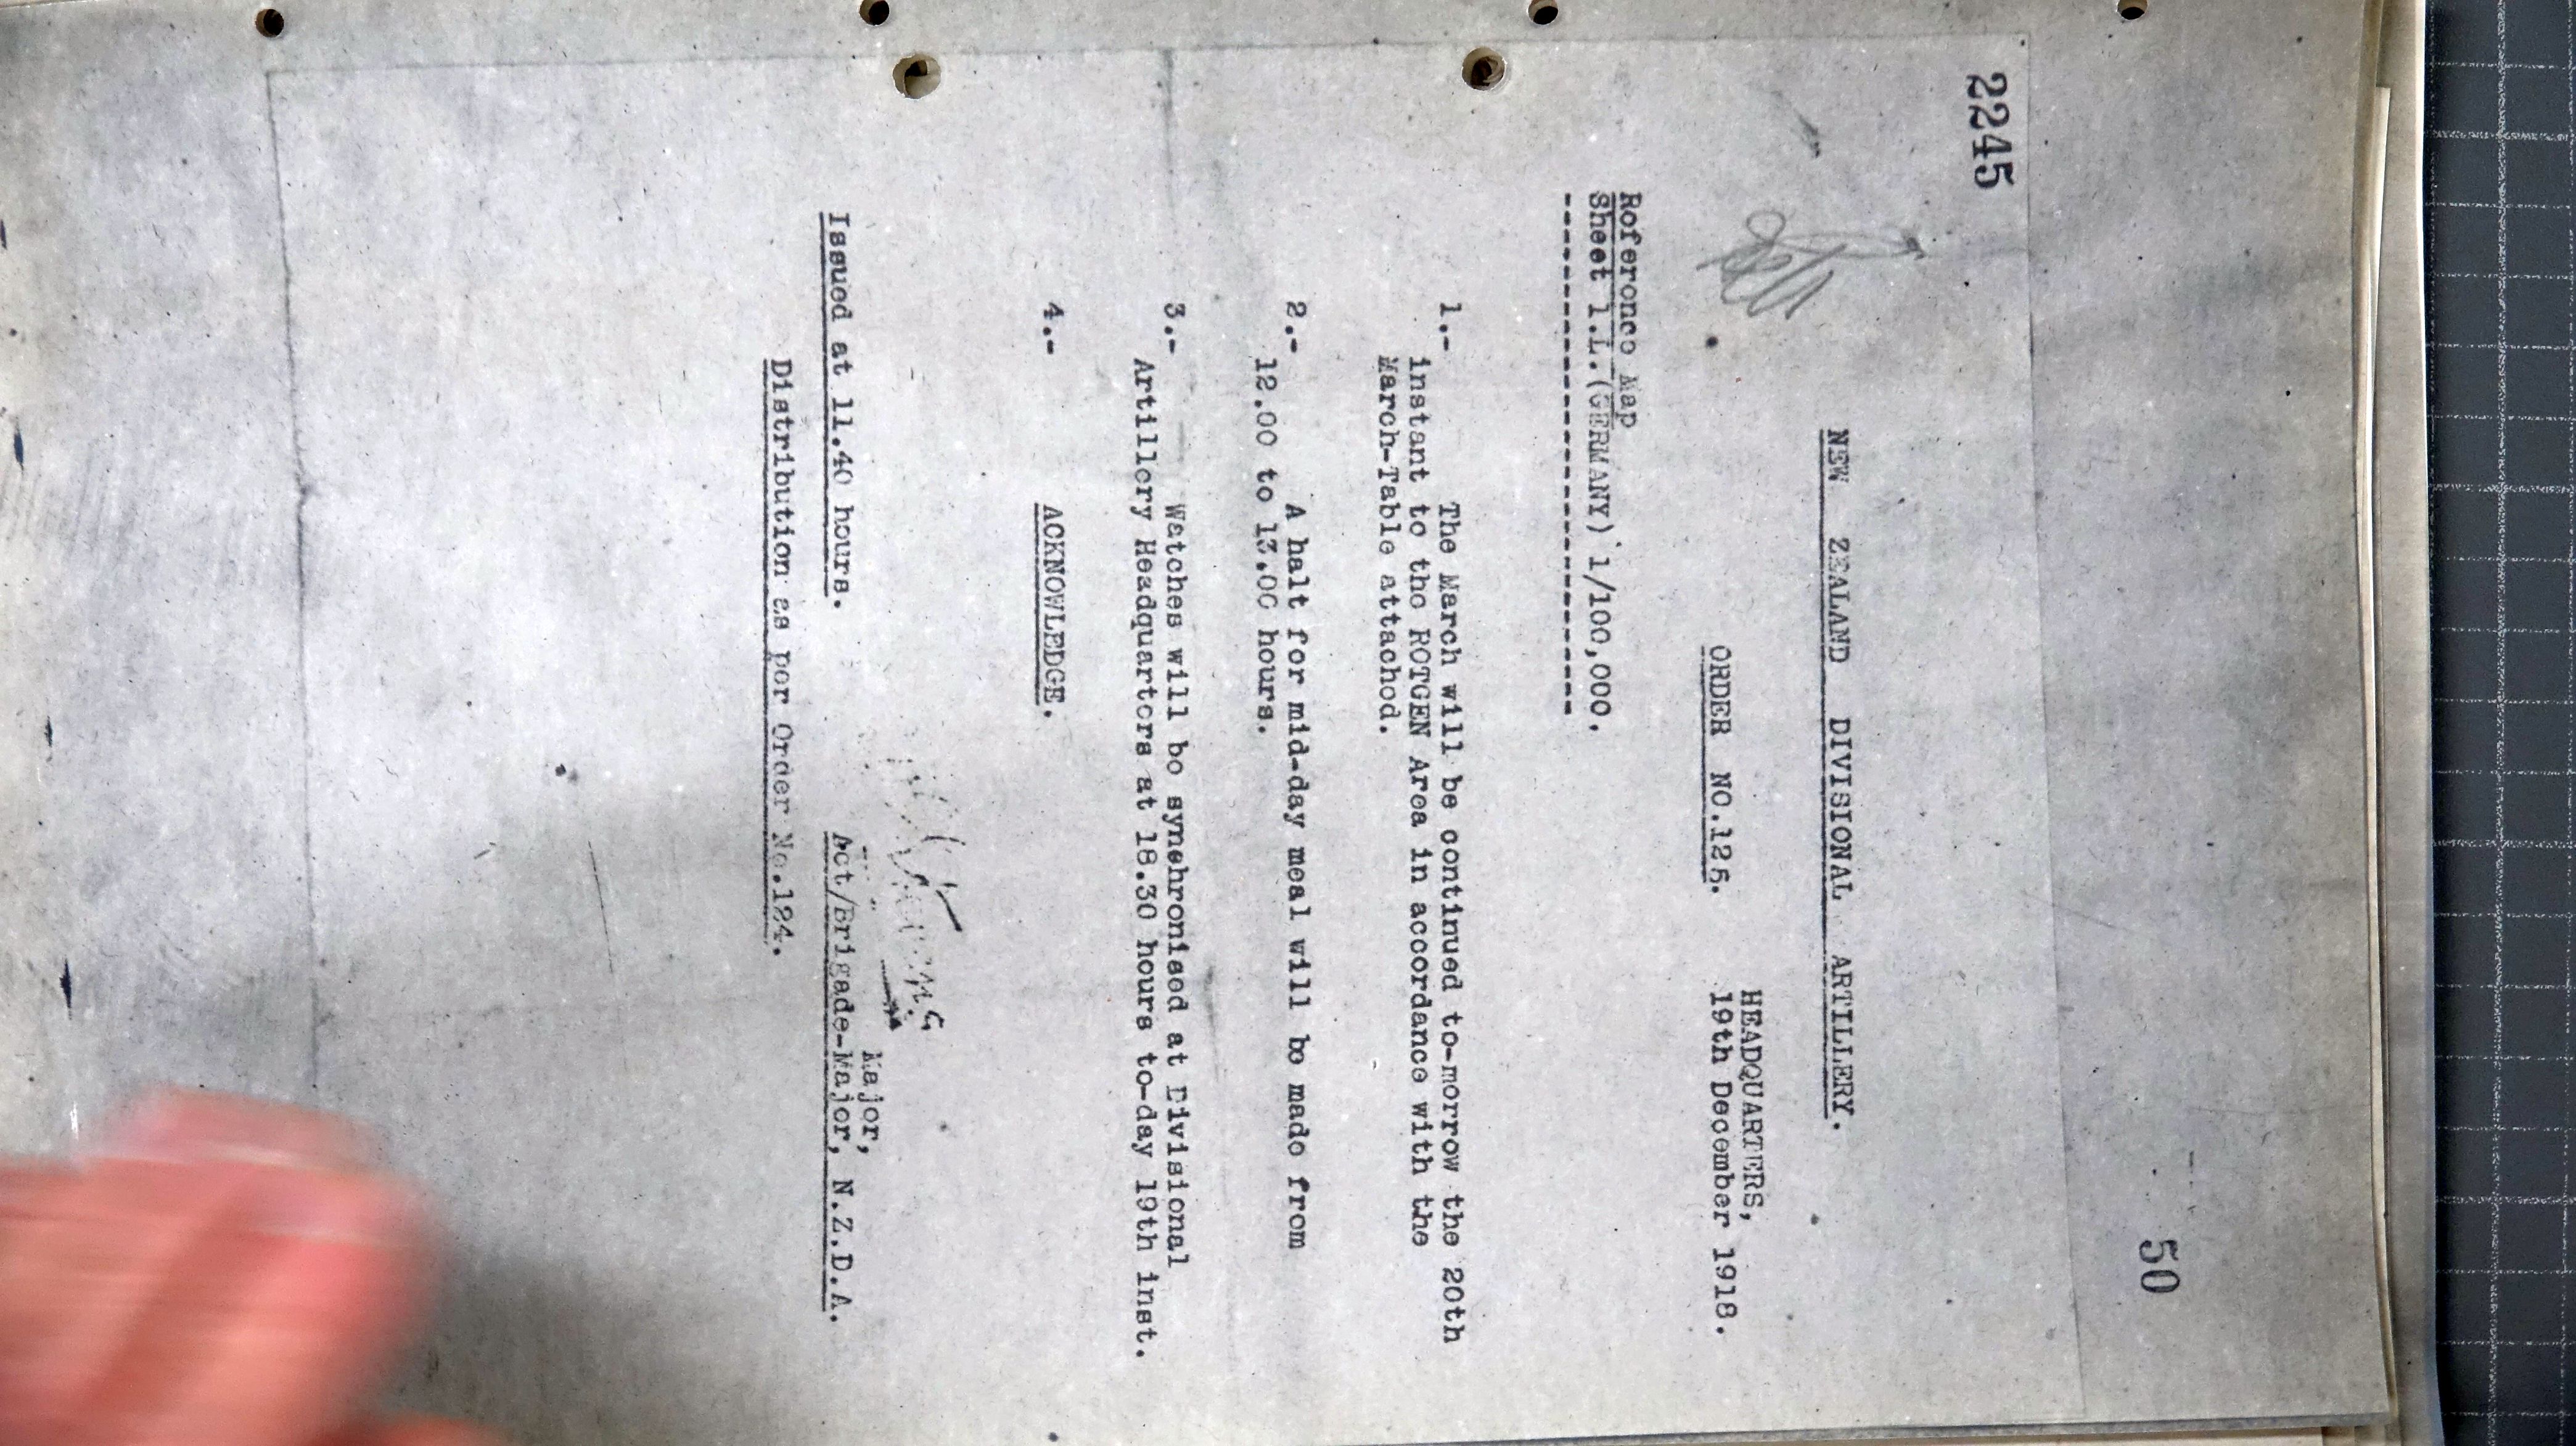 2245
50
NEW ZEALAND DIVISIONAL ARTILLERY.
HEADQUARTERS,
ORDER NO.125. 19th December 1918.
Reference Map
Sheet 1.L.(GERMANY) 1/100,000.
------------------------------
1.- The March will be continued to-morrow the 20th
instant to the ROTGEN Area in accordance with the
March-Table attached.
2.- A halt for mid-day meal will be made from
12.00 to 13.00 hours.
3.- Watches will be synchronised at Divisional
Artillery Headquarters at 18.30 hours to-day 19th inst.
4.- ACKNOWLEDGE.
Major,
Issued at 11.40 hours. Act/Brigade-Major, N.Z.D.A.
Distribution as per Order No.124.